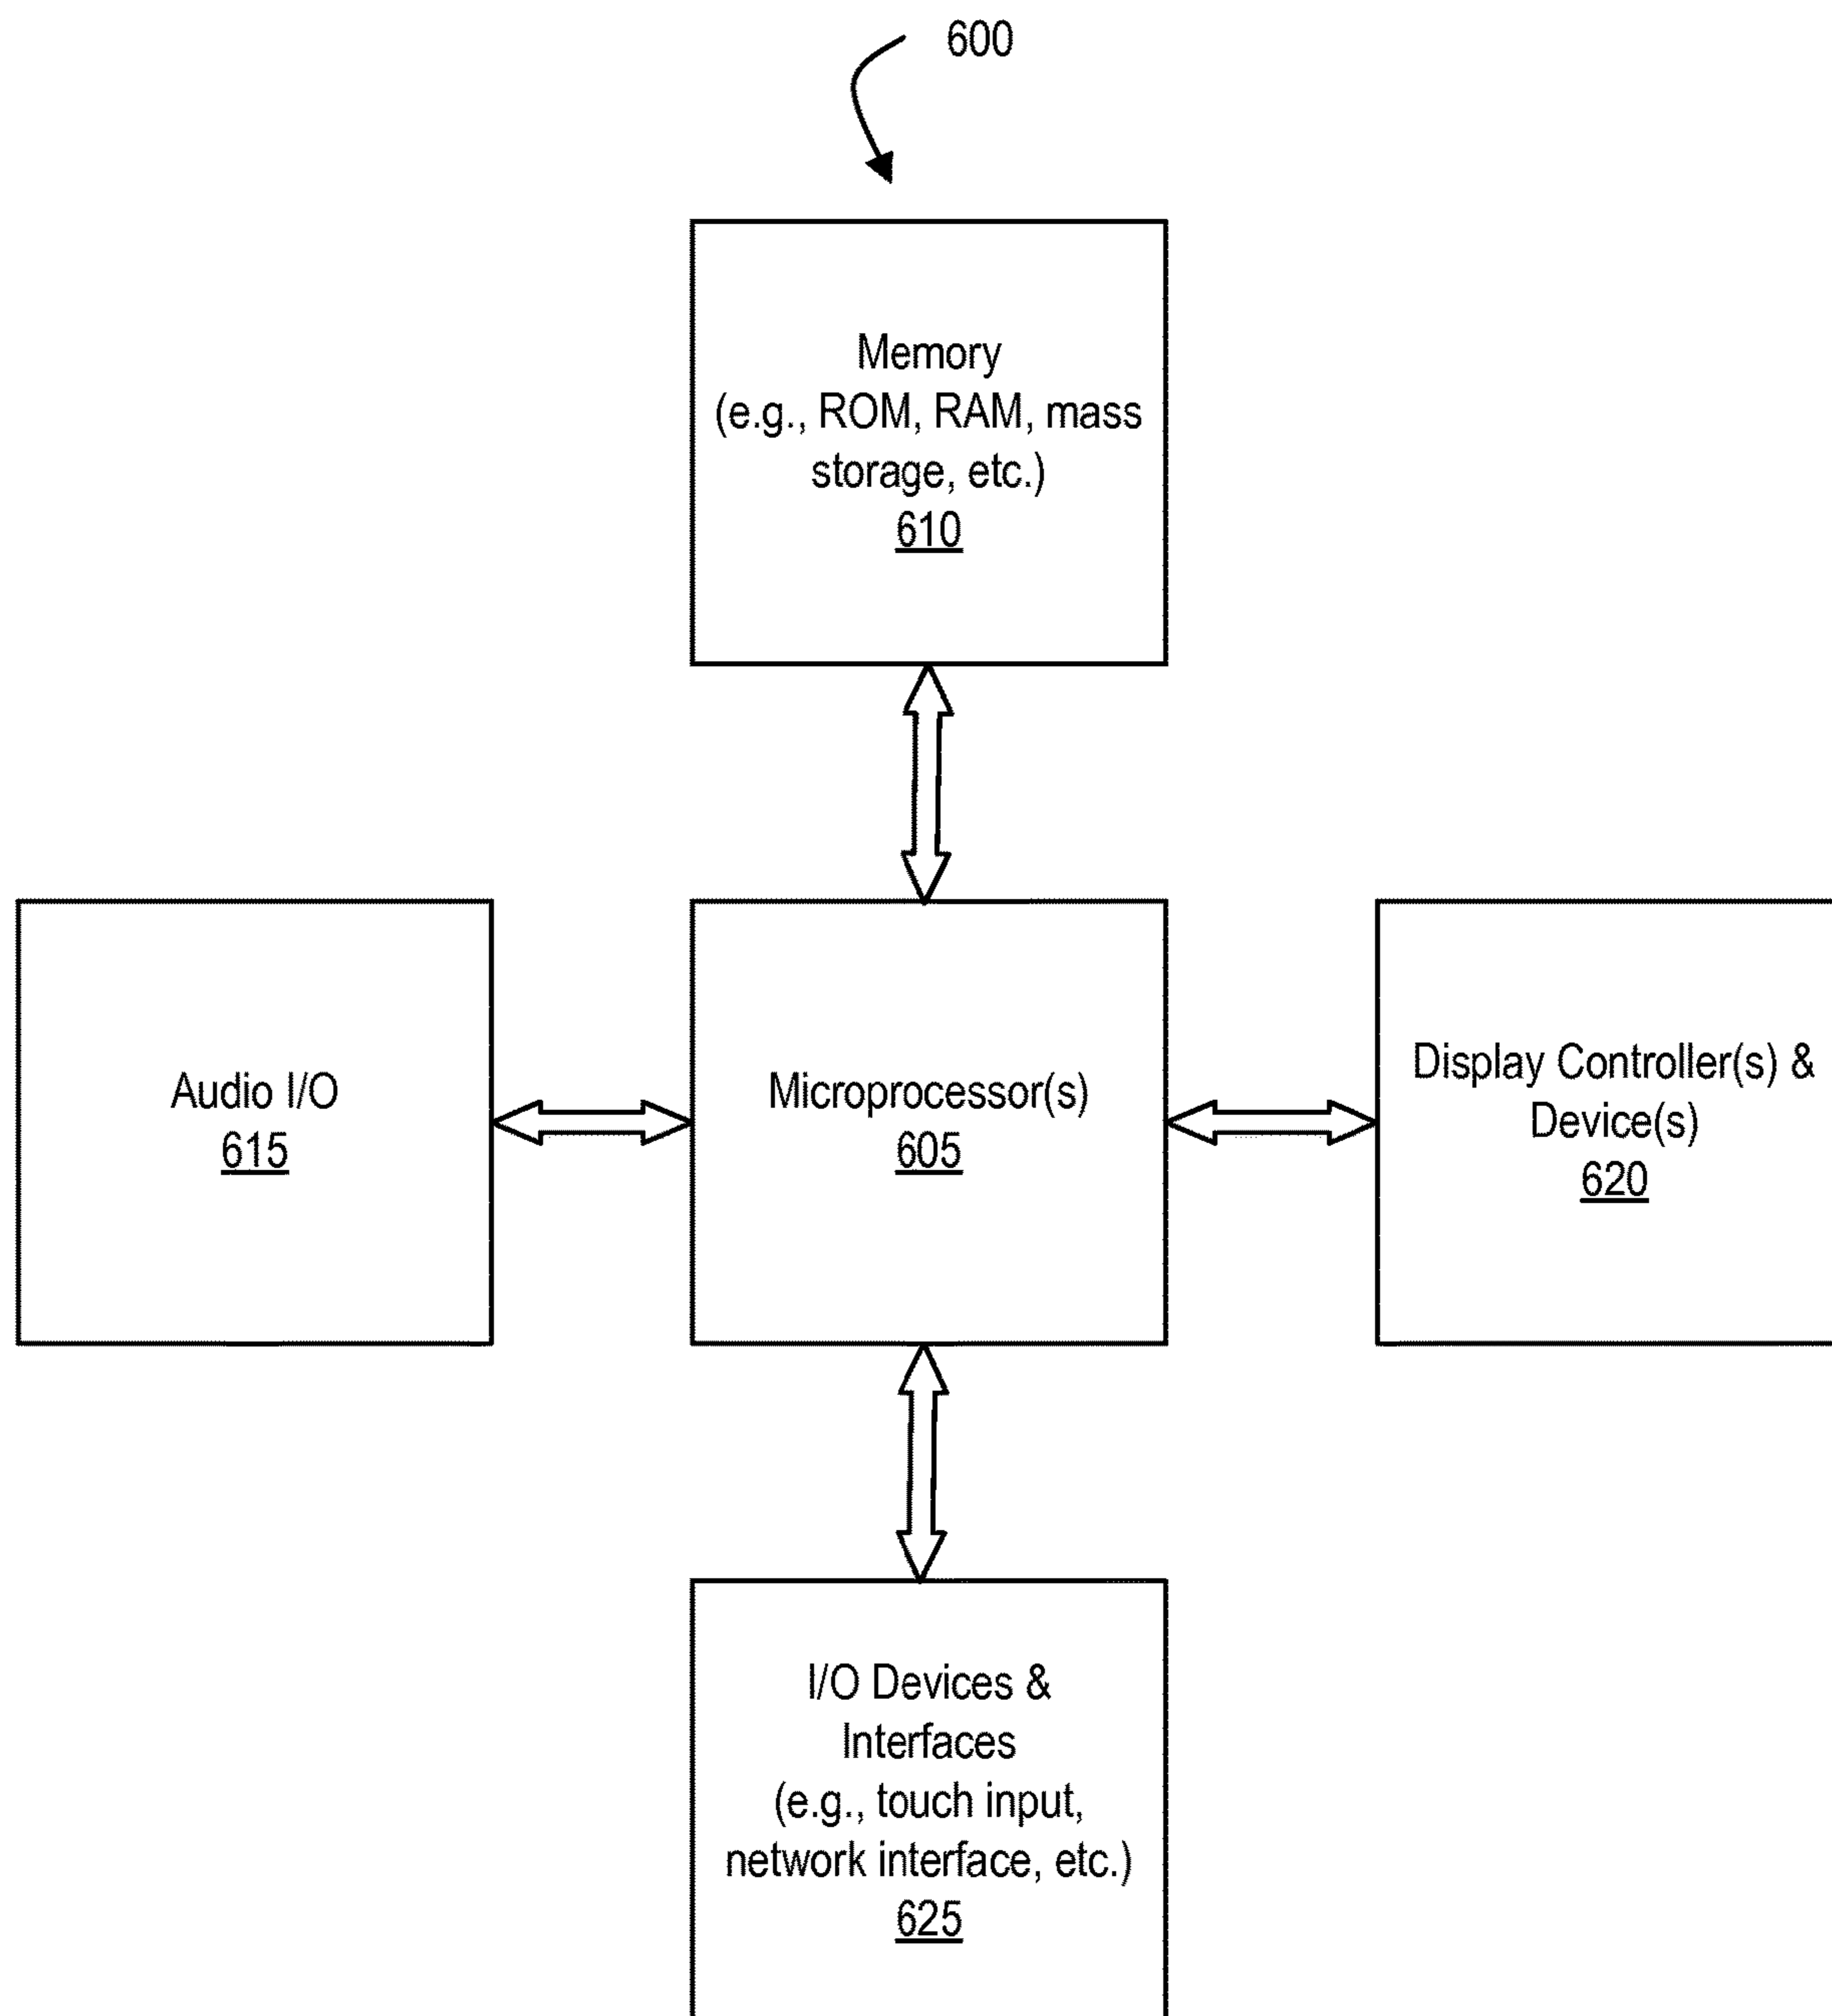 600
Memory
(e.g., ROM, RAM, mass
storage, etc.)
610
Audio I/O
615
Microprocessor(s)
605
Display Controller(s) &
Device(s)
620
I/O Devices &
Interfaces
(e.g., touch input,
network interface, etc.)
625